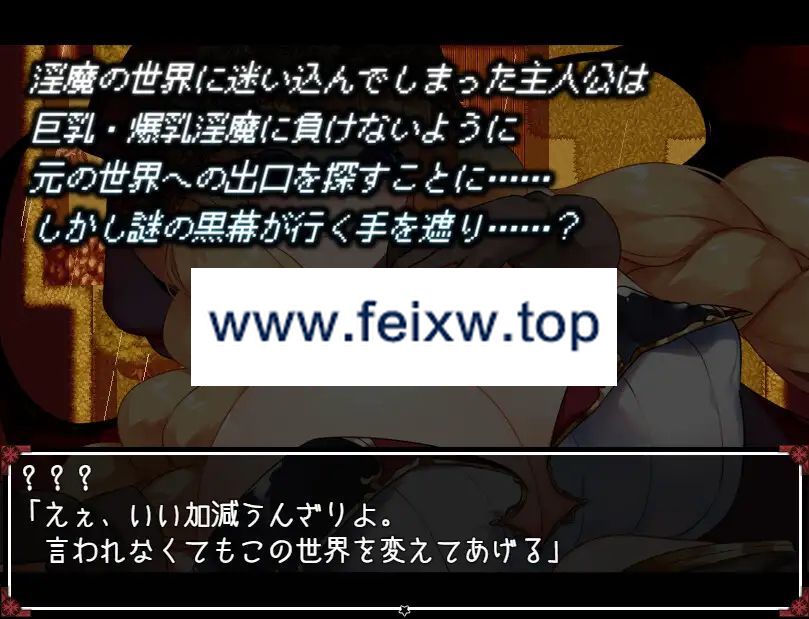 淫魔の世界に迷い込んでしまった主人公は
巨乳・爆乳淫魔に負けないように
元の世界への出口を探すことに……
しかし謎の黒幕が行く手を遮り……？
www.feixw.top
？？？
「えぇ、いい加減うんざりよ。
言われなくてもこの世界を変えてあげる」